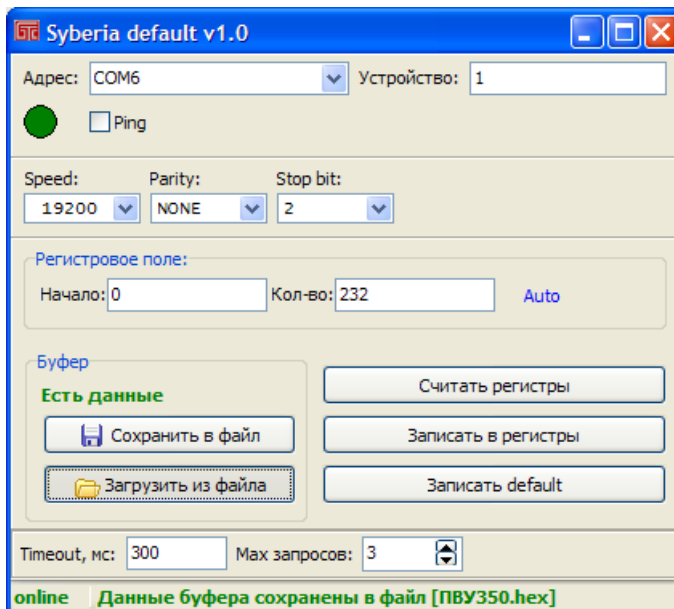 БТС Syberia default v1.0
Адрес: COM6 Устройство: 1
Ping
Speed: Parity: Stop bit:
19200 NONE 2
Регистровое поле:
Начало: 0 Кол-во: 232 Auto
Буфер
Есть данные
Считать регистры
Сохранить в файл Записать в регистры
Загрузить из файла Записать default
Timeout, мс: 300 Max запросов: 3
online Данные буфера сохранены в файл [ПВУ350.hex]